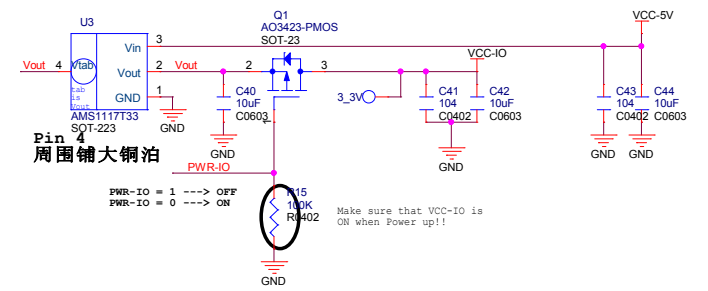 U3
Q1
AO3423-PMOS
SOT-23
VCC-5V
Vin
3
VCC-IO
Vout
4
Vtab
Vout
2
Vout
2
3
tab
is
Vout
GND
1
C40
10uF
C0603
3_3V
C41
104
C0402
C42
10uF
C0603
C43
104
C0402
C44
10uF
C0603
AMS1117T33
SOT-223
GND
1
GND
GND
GND
GND
Pin 4
周围铺大铜泊
PWR-IO
PWR-IO = 1 ---> OFF
PWR-IO = 0 ---> ON
R15
100K
R0402
Make sure that VCC-IO is
ON when Power up!!
GND